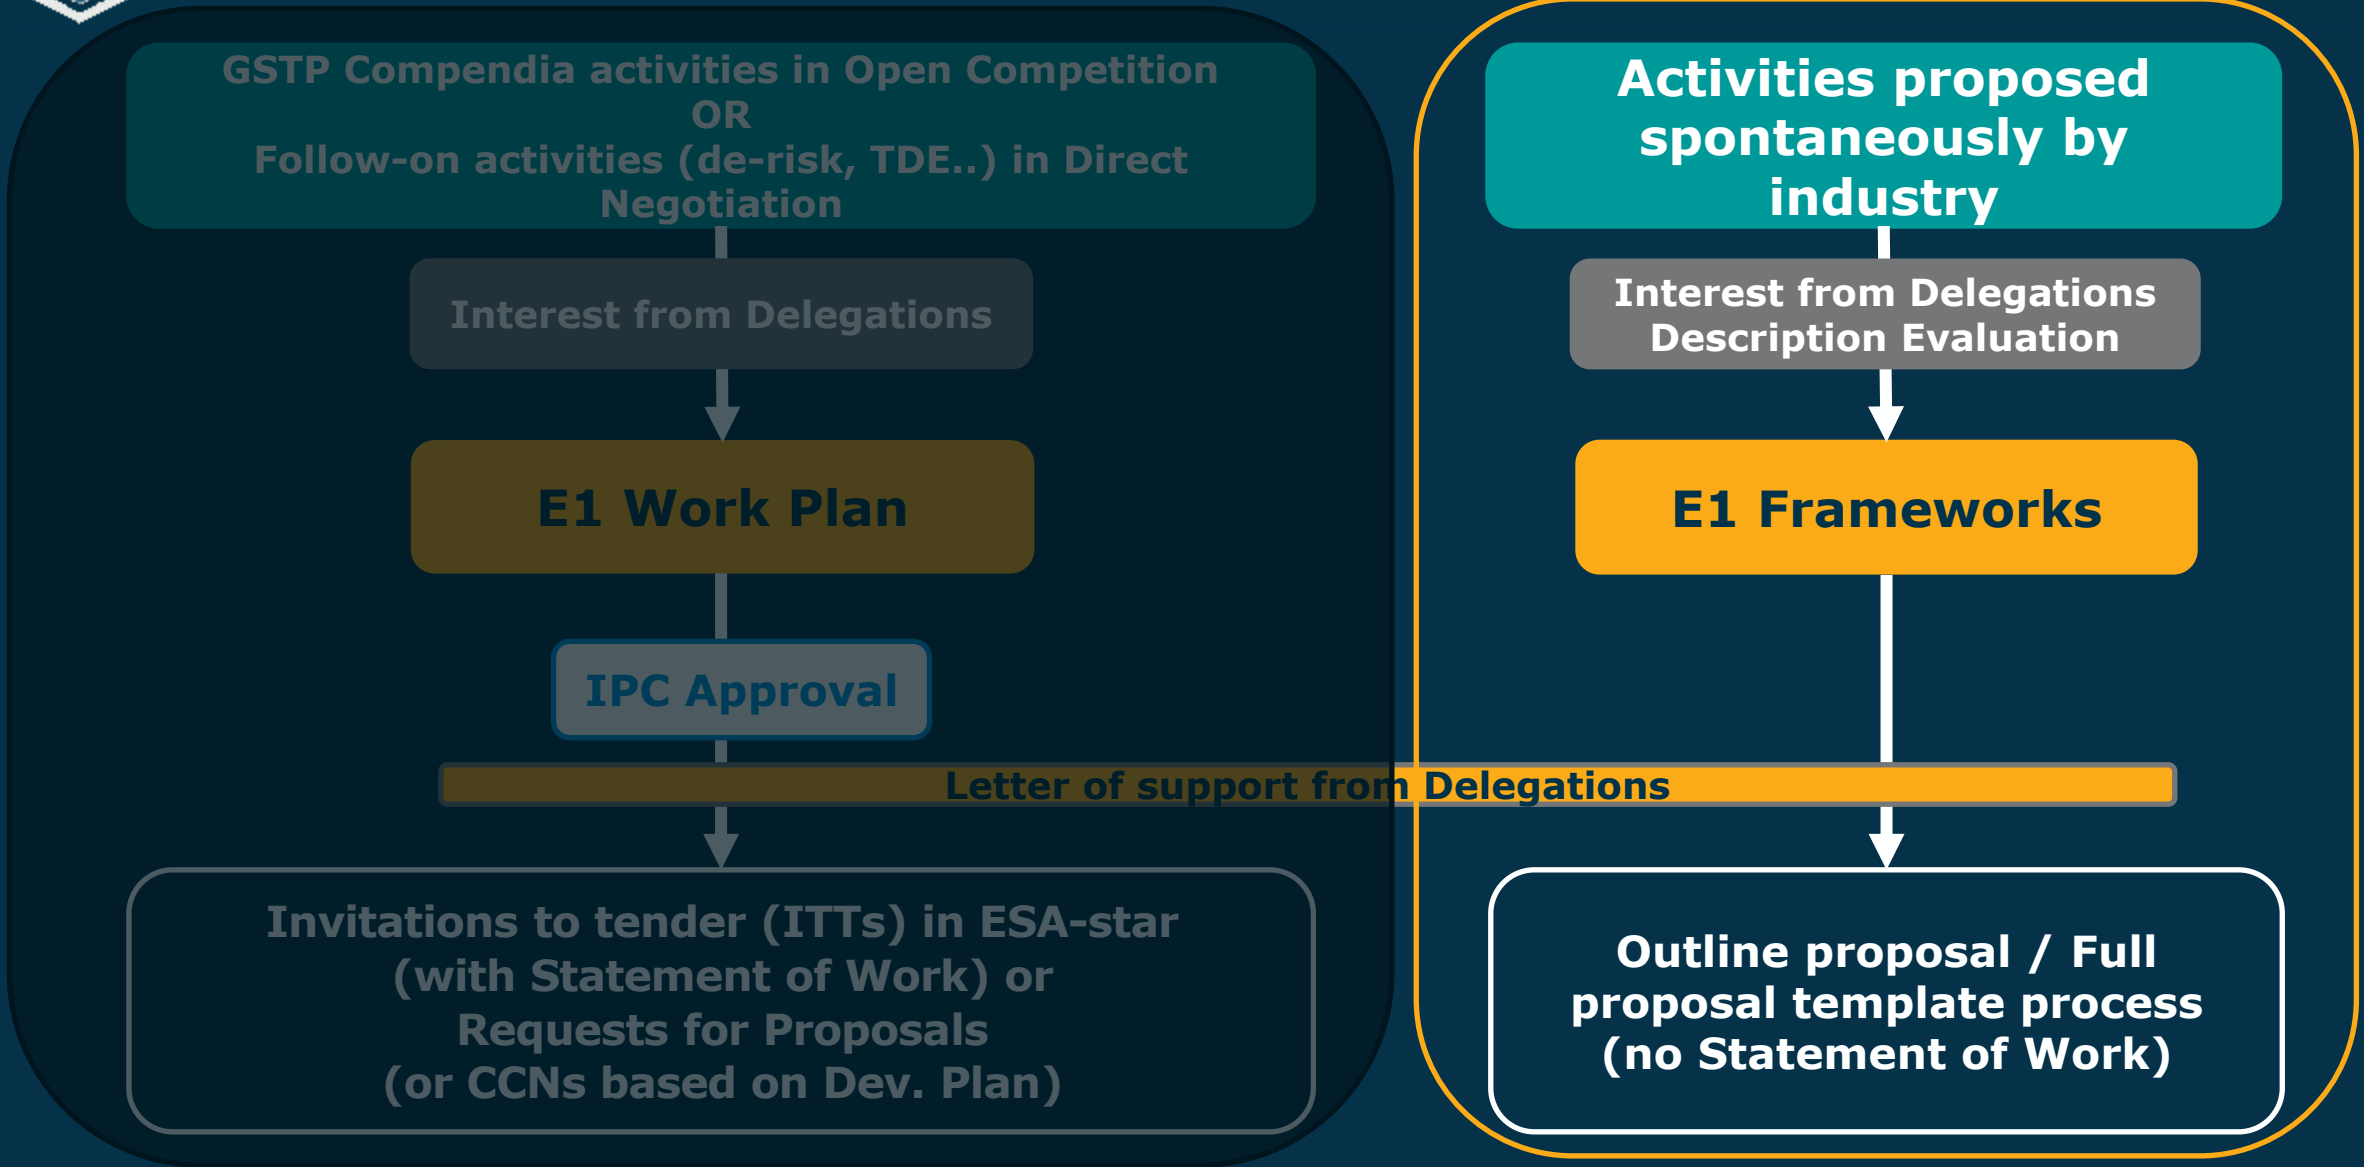 GSTP Compendia activities in Open Competition
OR
Follow-on activities (de-risk, TDE..) in Direct
Negotiation
Interest from Delegations
E1 Work Plan
IPC Approval
Activities proposed
spontaneously by
industry
Interest from Delegations
Description Evaluation
E1 Frameworks
Letter of support from Delegations
Invitations to tender (ITTs) in ESA-star
(with Statement of Work) or
Requests for Proposals
(or CCNs based on Dev. Plan)
Outline proposal / Full
proposal template process
(no Statement of Work)